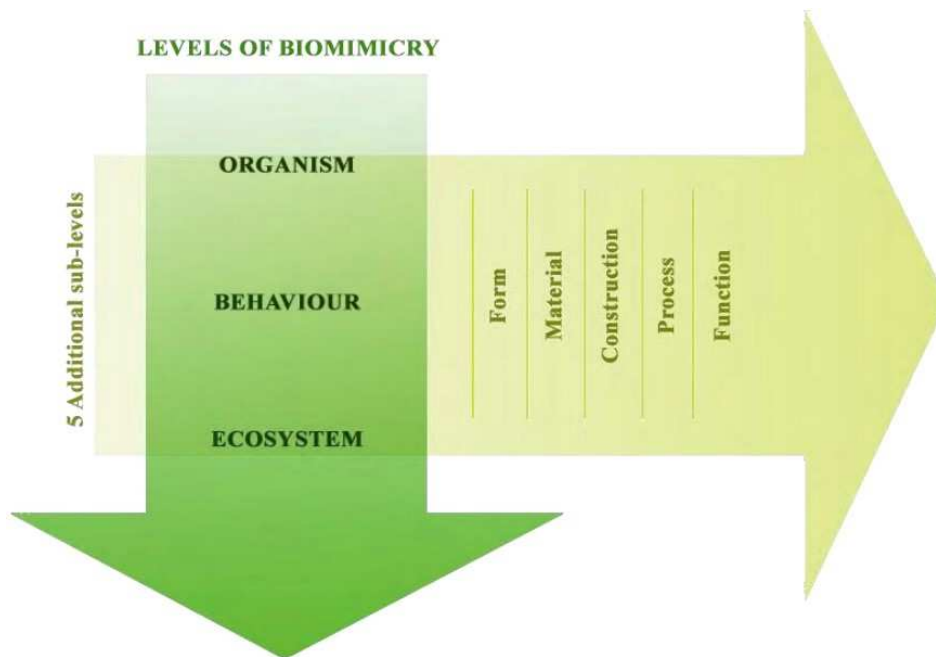 LEVELS OF BIOMIMICRY
ORGANISM
BEHAVIOUR
ECOSYSTEM
5 Additional sub-levels
Form
Material
Construction
Process
Function